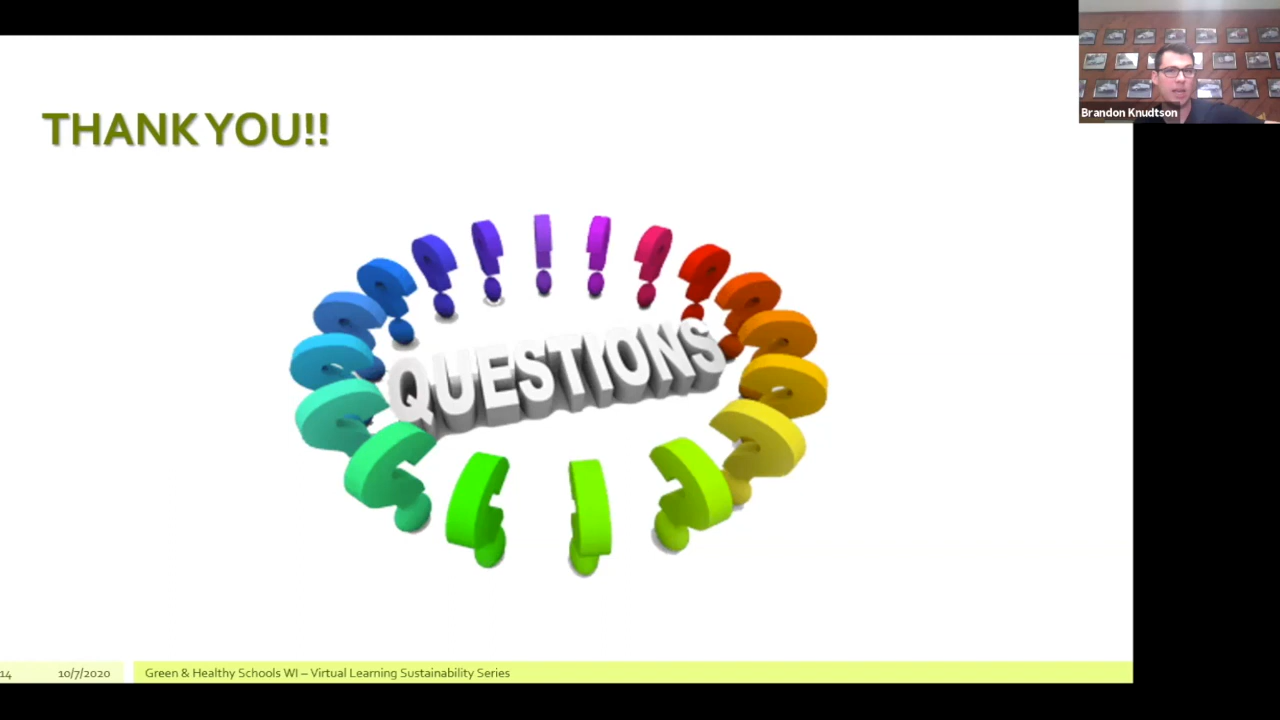 THANK YOU!!
Brandon Knudtson
QUESTIONS
14
10/7/2020
Green & Healthy Schools WI – Virtual Learning Sustainability Series